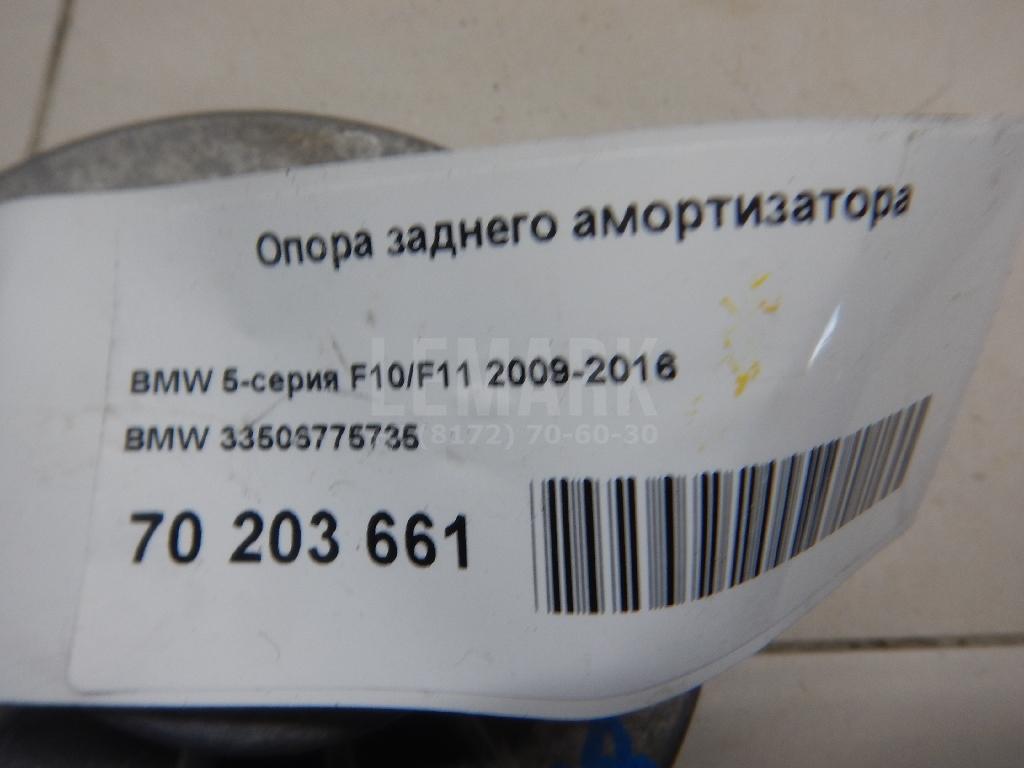 Опора заднего амортизатора
LEMARK
BMW 5-серия F10/F11 2009-2016
BMW 33506775735
(8172) 70-60-30
70 203 661